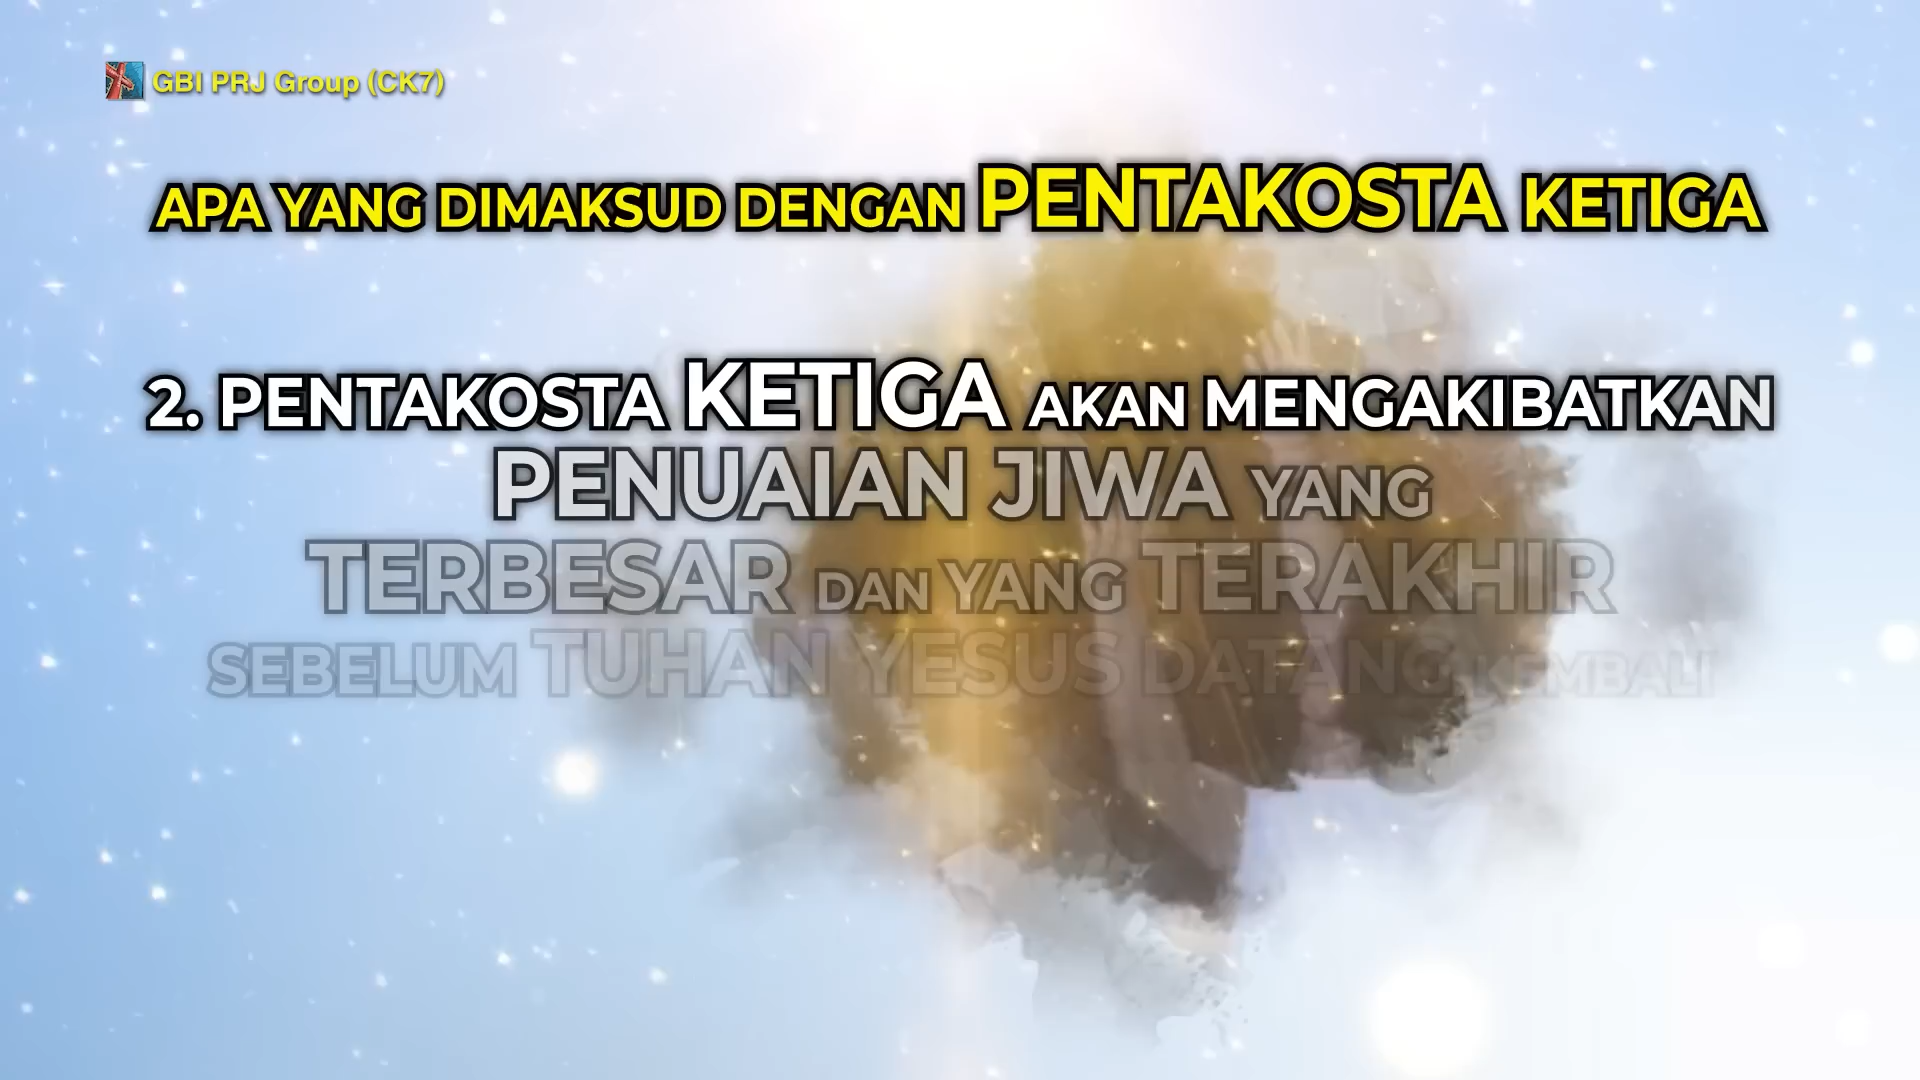 GBI PRJ Group (CK7)
APA YANG DIMAKSUD DENGAN PENTAKOSTA KETIGA
2. PENTAKOSTA KETIGA AKAN MENGAKIBATKAN
PENUAIAN JIWA YANG
TERBESAR DAN YANG TERAKHIR
SEBELUM TUHAN YESUS DATANG KEMBALI